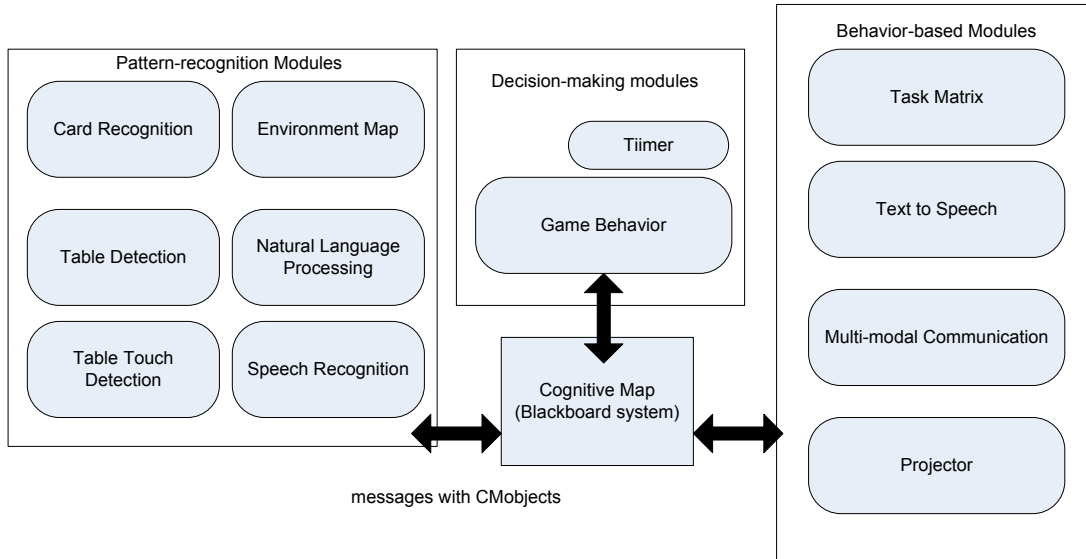 Pattern-recognition Modules
Card Recognition
Environment Map
Table Detection
Natural Language
Processing
Table Touch
Detection
Speech Recognition
Decision-making modules
Tiimer
Game Behavior
Cognitive Map
(Blackboard system)
messages with CMobjects
Behavior-based Modules
Task Matrix
Text to Speech
Multi-modal Communication
Projector